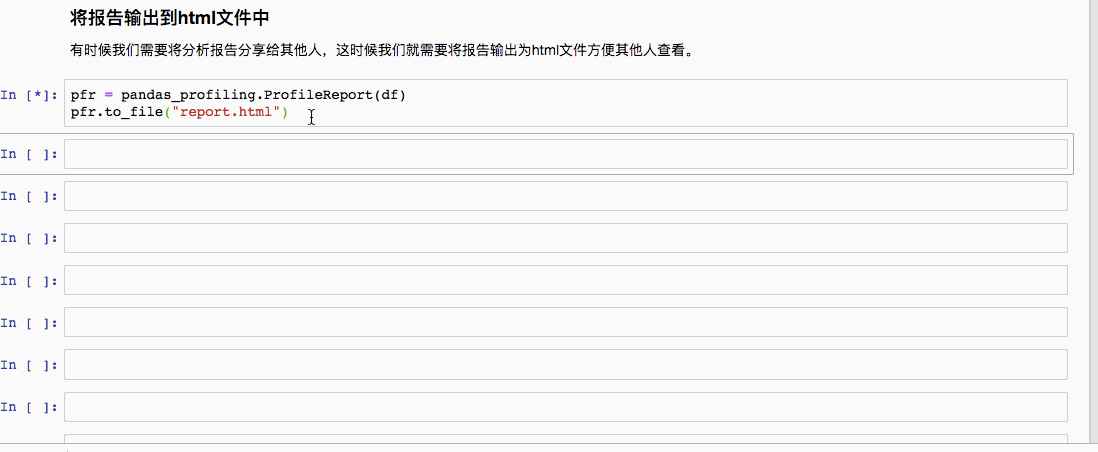 将报告输出到html文件中
有时候我们需要将分析报告分享给其他人，这时候我们就需要将报告输出为html文件方便其他人查看。
In [*]: pfr = pandas_profiling.ProfileReport(df)
pfr.to_file("report.html")
In [ ]:
In [ ]:
In [ ]:
In [ ]:
In [ ]:
In [ ]:
In [ ]: